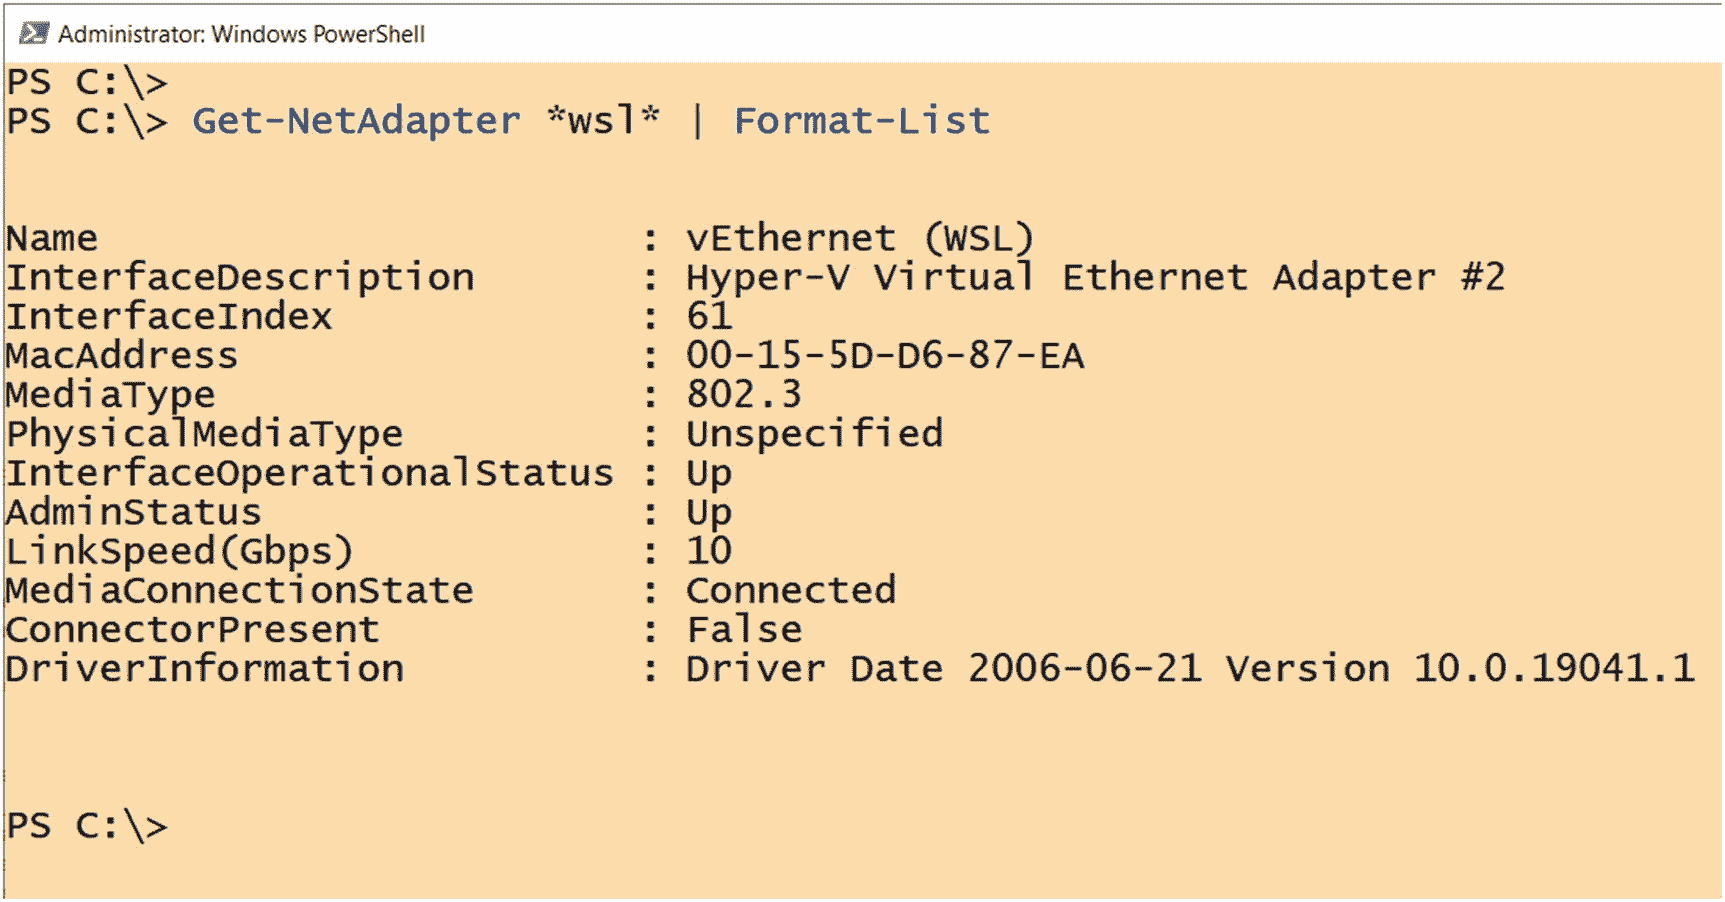 Administrator: Windows PowerShell
PS C:\>
PS C:\> Get-NetAdapter *wsl* | Format-List
Name : vEthernet (WSL)
InterfaceDescription : Hyper-V Virtual Ethernet Adapter #2
InterfaceIndex : 61
MacAddress : 00-15-5D-D6-87-EA
MediaType : 802.3
PhysicalMediaType : Unspecified
InterfaceOperationalStatus : Up
AdminStatus : Up
LinkSpeed(Gbps) : 10
MediaConnectionState : Connected
ConnectorPresent : False
DriverInformation : Driver Date 2006-06-21 Version 10.0.19041.1
PS C:\>